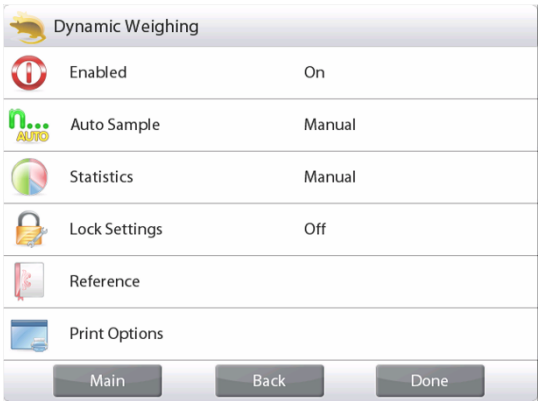 Dynamic Weighing
Enabled On
n... AUTO Auto Sample Manual
Statistics Manual
Lock Settings Off
Reference
Print Options
Main Back Done